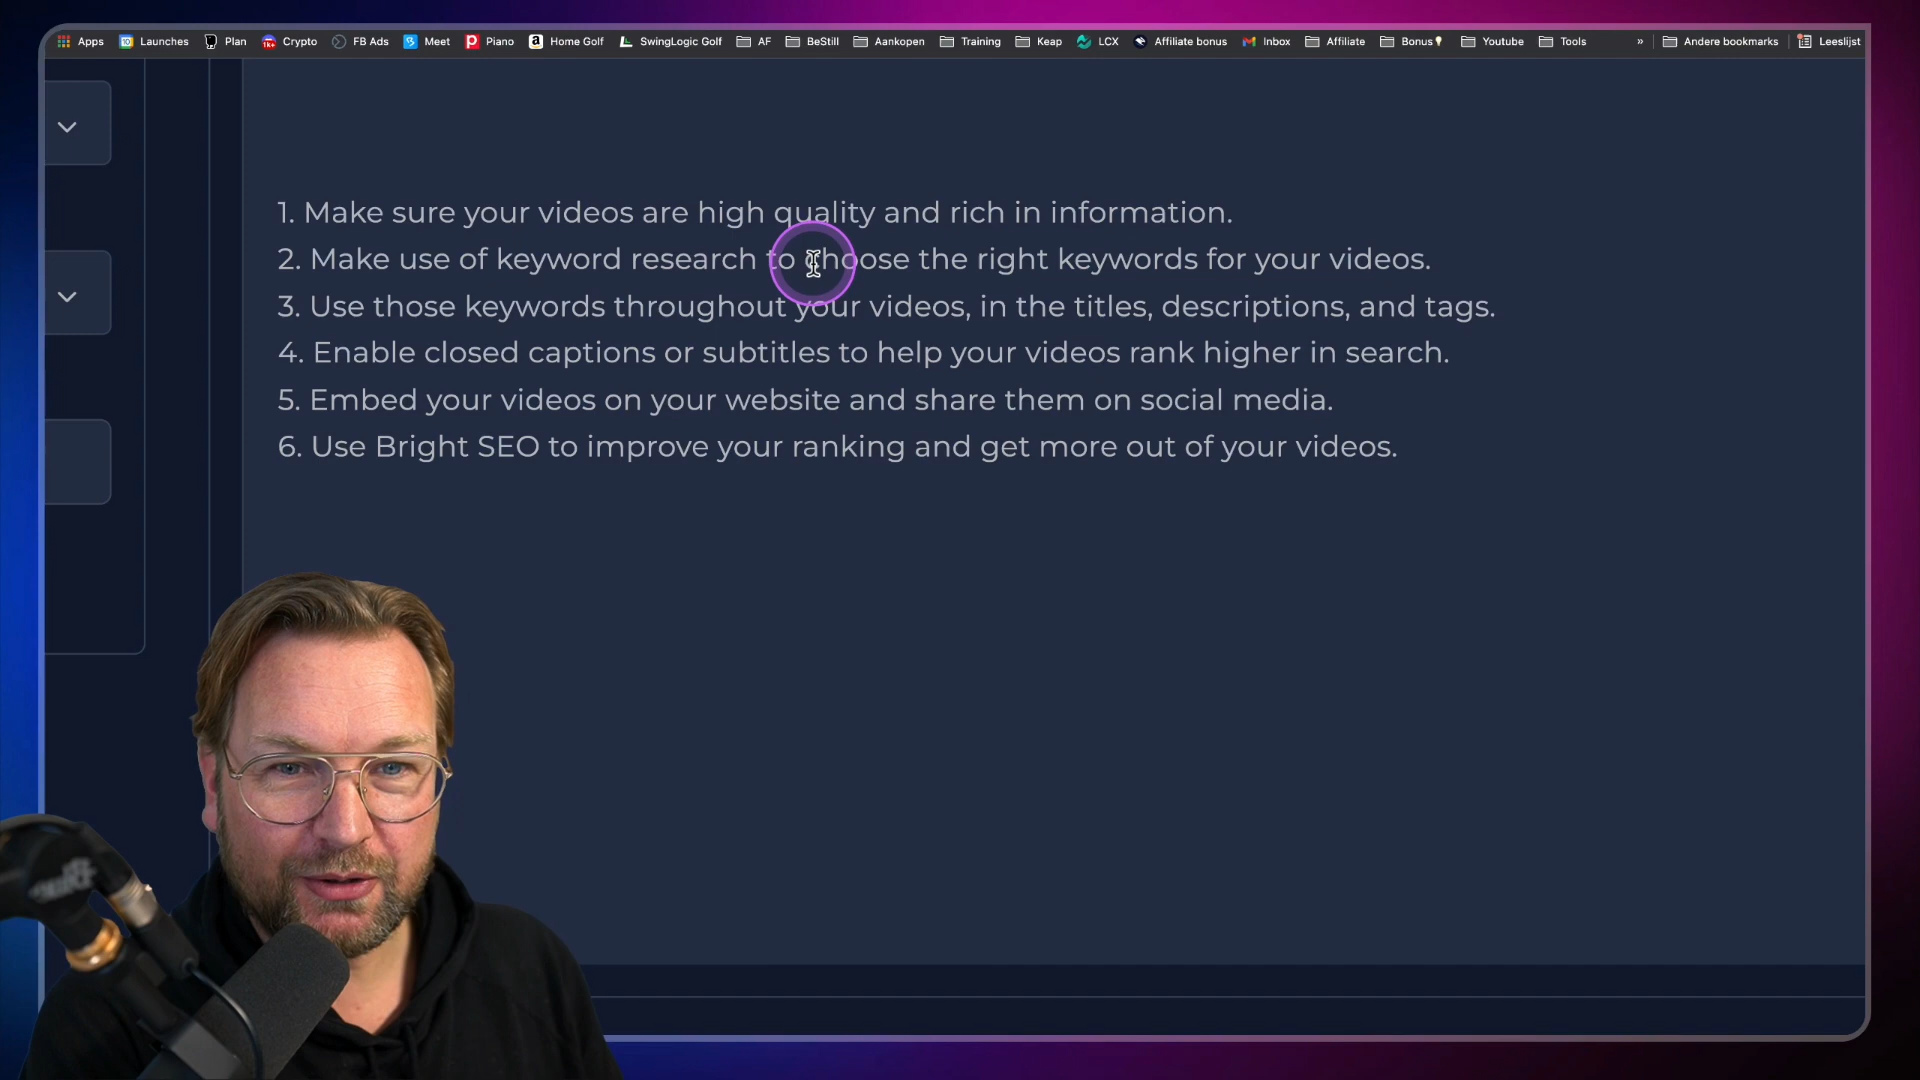 Apps Launches Plan Crypto FB Ads Meet Piano Home Golf SwingLogic Golf AF BeStill Aankopen Training Keap LCX Affiliate bonus Inbox Affiliate Bonus Youtube Tools » Andere bookmarks Leeslijst
1. Make sure your videos are high quality and rich in information.
2. Make use of keyword research to choose the right keywords for your videos.
3. Use those keywords throughout your videos, in the titles, descriptions, and tags.
4. Enable closed captions or subtitles to help your videos rank higher in search.
5. Embed your videos on your website and share them on social media.
6. Use Bright SEO to improve your ranking and get more out of your videos.